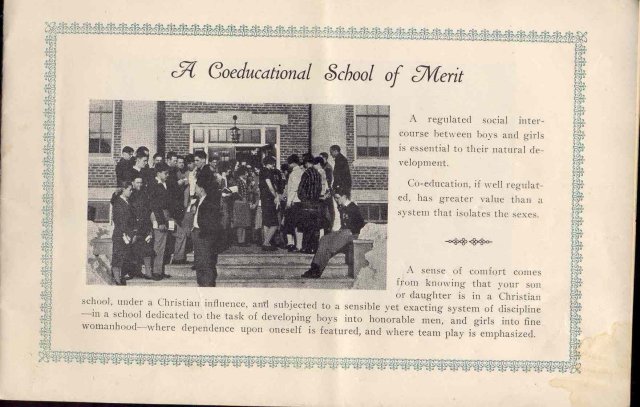 A Coeducational School of Merit
A regulated social inter-
course between boys and girls
is essential to their natural de-
velopment.
Co-education, if well regulat-
ed, has greater value than a
system that isolates the sexes.
A sense of comfort comes
from knowing that your son
or daughter is in a Christian
school, under a Christian influence, and subjected to a sensible yet exacting system of discipline
—in a school dedicated to the task of developing boys into honorable men, and girls into fine
womanhood—where dependence upon oneself is featured, and where team play is emphasized.